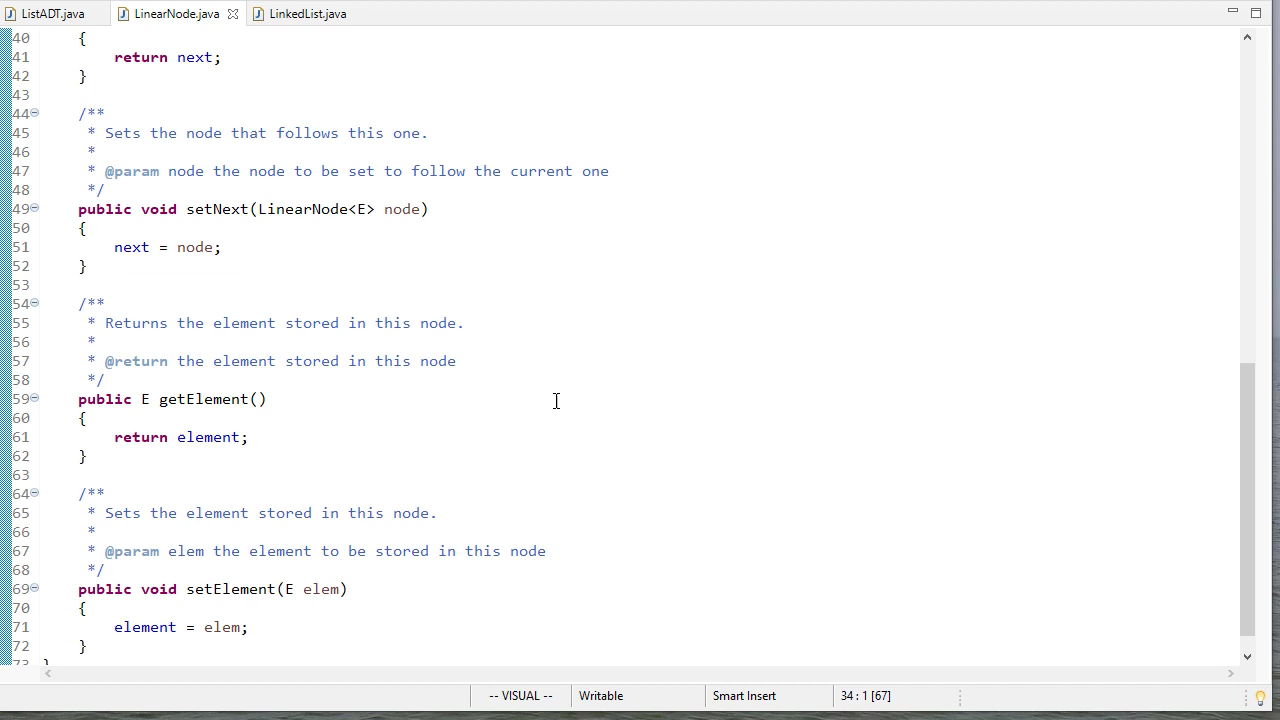 ListADT.java LinearNode.java LinkedList.java
40 {
41 return next;
42 }
43
44 /**
45 * Sets the node that follows this one.
46 *
47 * @param node the node to be set to follow the current one
48 */
49 public void setNext(LinearNode<E> node)
50 {
51 next = node;
52 }
53
54 /**
55 * Returns the element stored in this node.
56 *
57 * @return the element stored in this node
58 */
59 public E getElement()
60 {
61 return element;
62 }
63
64 /**
65 * Sets the element stored in this node.
66 *
67 * @param elem the element to be stored in this node
68 */
69 public void setElement(E elem)
70 {
71 element = elem;
72 }
73 }
-- VISUAL -- Writable Smart Insert 34 : 1 [67]